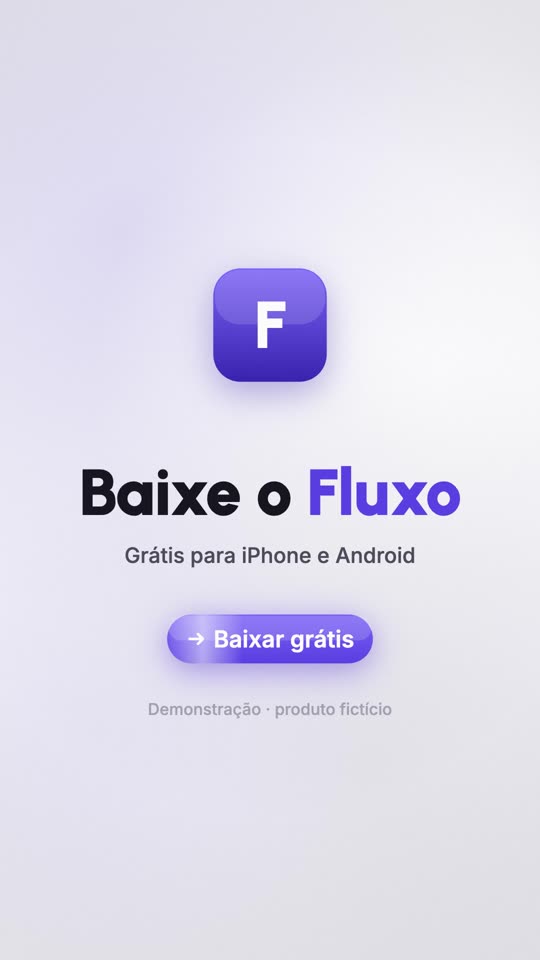 F
Baixe o Fluxo
Grátis para iPhone e Android
→ Baixar grátis
Demonstração · produto fictício